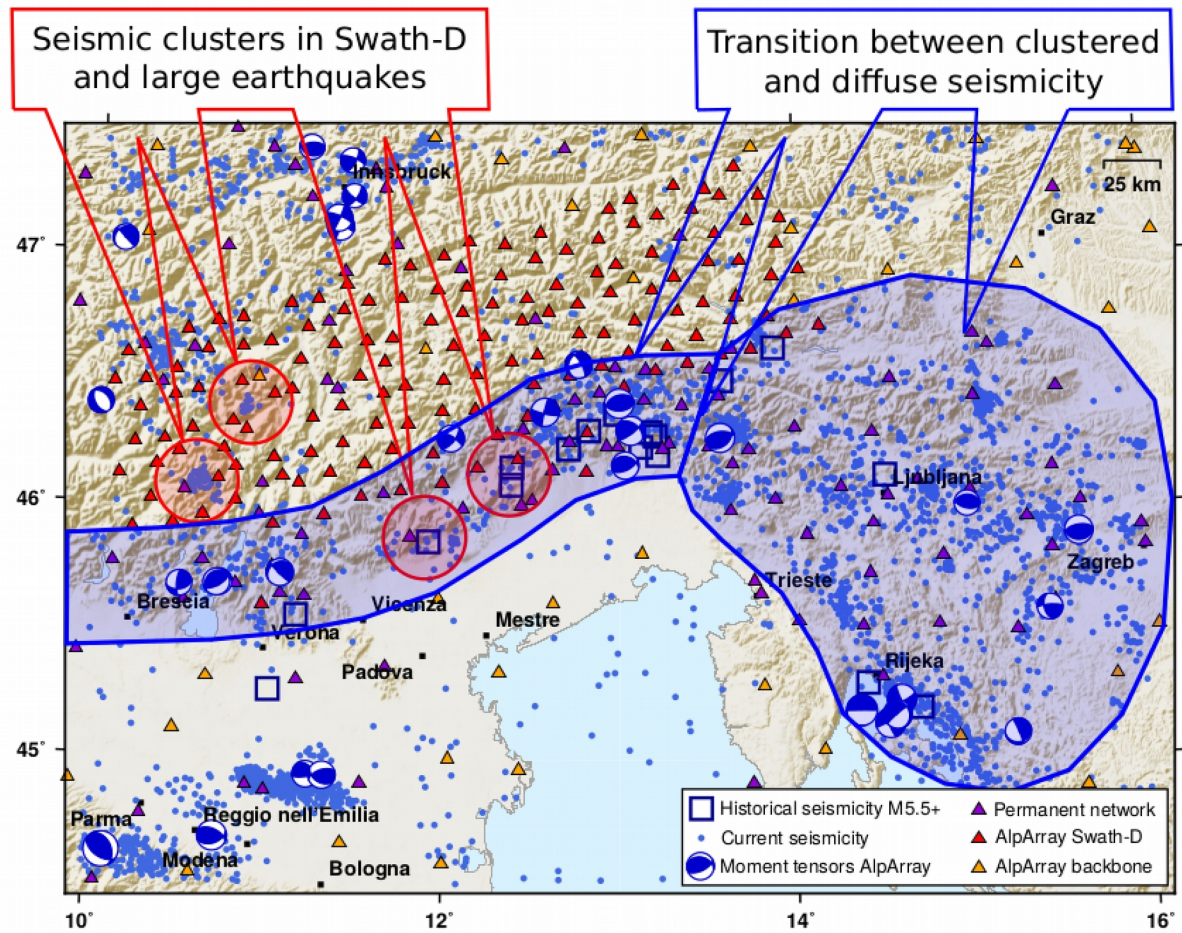 Seismic clusters in Swath-D
and large earthquakes
Transition between clustered
and diffuse seismicity
Innsbruck
25 km
Graz
47°
46°
45°
Ljubljana
Zagreb
Trieste
Brescia
Vicenza
Mestre
Verona
Padova
Rijeka
Parma
Reggio nell'Emilia
Modena
Bologna
Historical seismicity M5.5+
Current seismicity
Moment tensors AlpArray
Permanent network
AlpArray Swath-D
AlpArray backbone
10°
12°
14°
16°